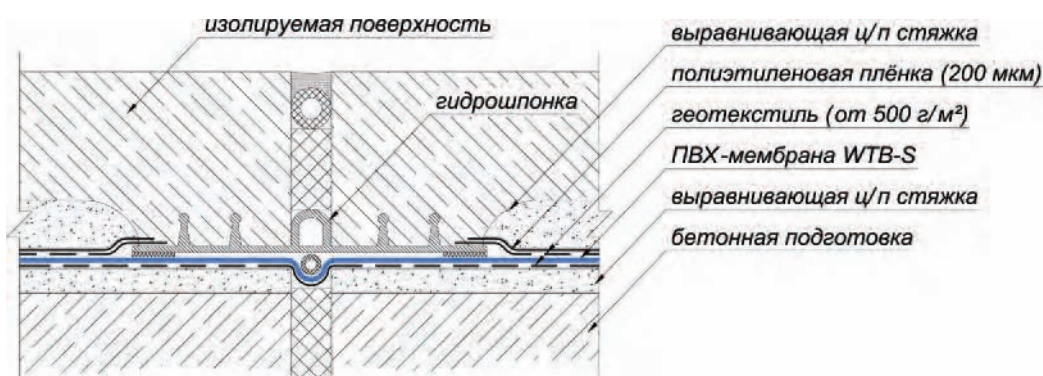 изолируемая поверхность
гидрошпонка
выравнивающая ц/п стяжка
полиэтиленовая плёнка (200 мкм)
геотекстиль (от 500 г/м²)
ПВХ-мембрана WTB-S
выравнивающая ц/п стяжка
бетонная подготовка